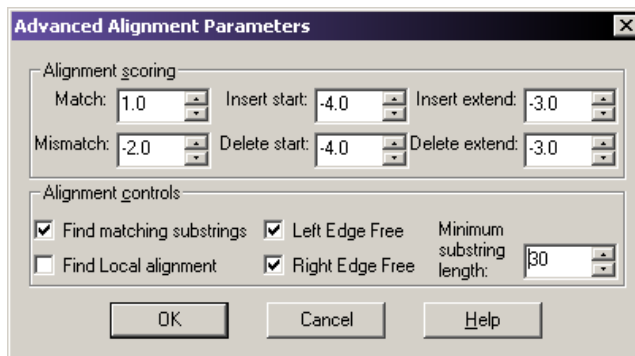 Advanced Alignment Parameters
Alignment scoring
Match: 1.0 Insert start: -4.0 Insert extend: -3.0
Mismatch: -2.0 Delete start: -4.0 Delete extend: -3.0
Alignment controls
Find matching substrings Left Edge Free
Find Local alignment Right Edge Free
Minimum
substring
length: 30
OK Cancel Help